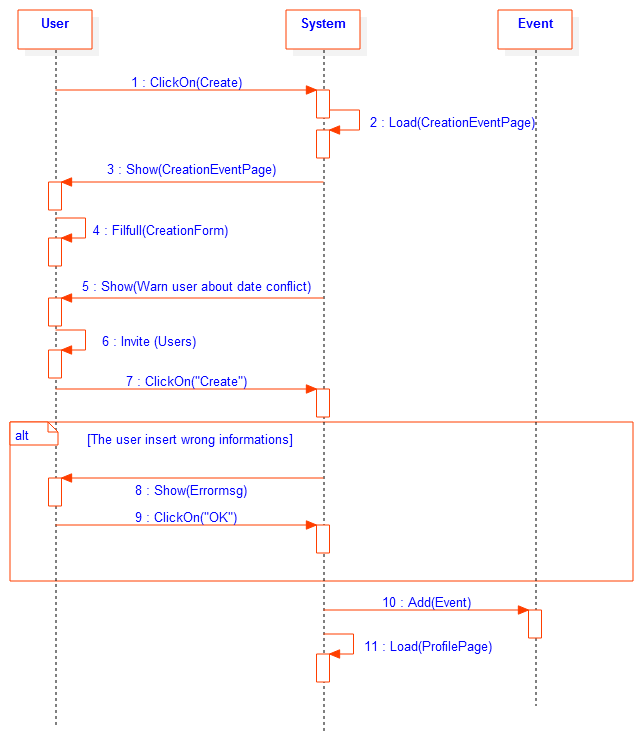 User
System
Event
1 : ClickOn(Create)
2 : Load(CreationEventPage)
3 : Show(CreationEventPage)
4 : Filfull(CreationForm)
5 : Show(Warn user about date conflict)
6 : Invite (Users)
7 : ClickOn("Create")
alt
[The user insert wrong informations]
8 : Show(Errormsg)
9 : ClickOn("OK")
10 : Add(Event)
11 : Load(ProfilePage)